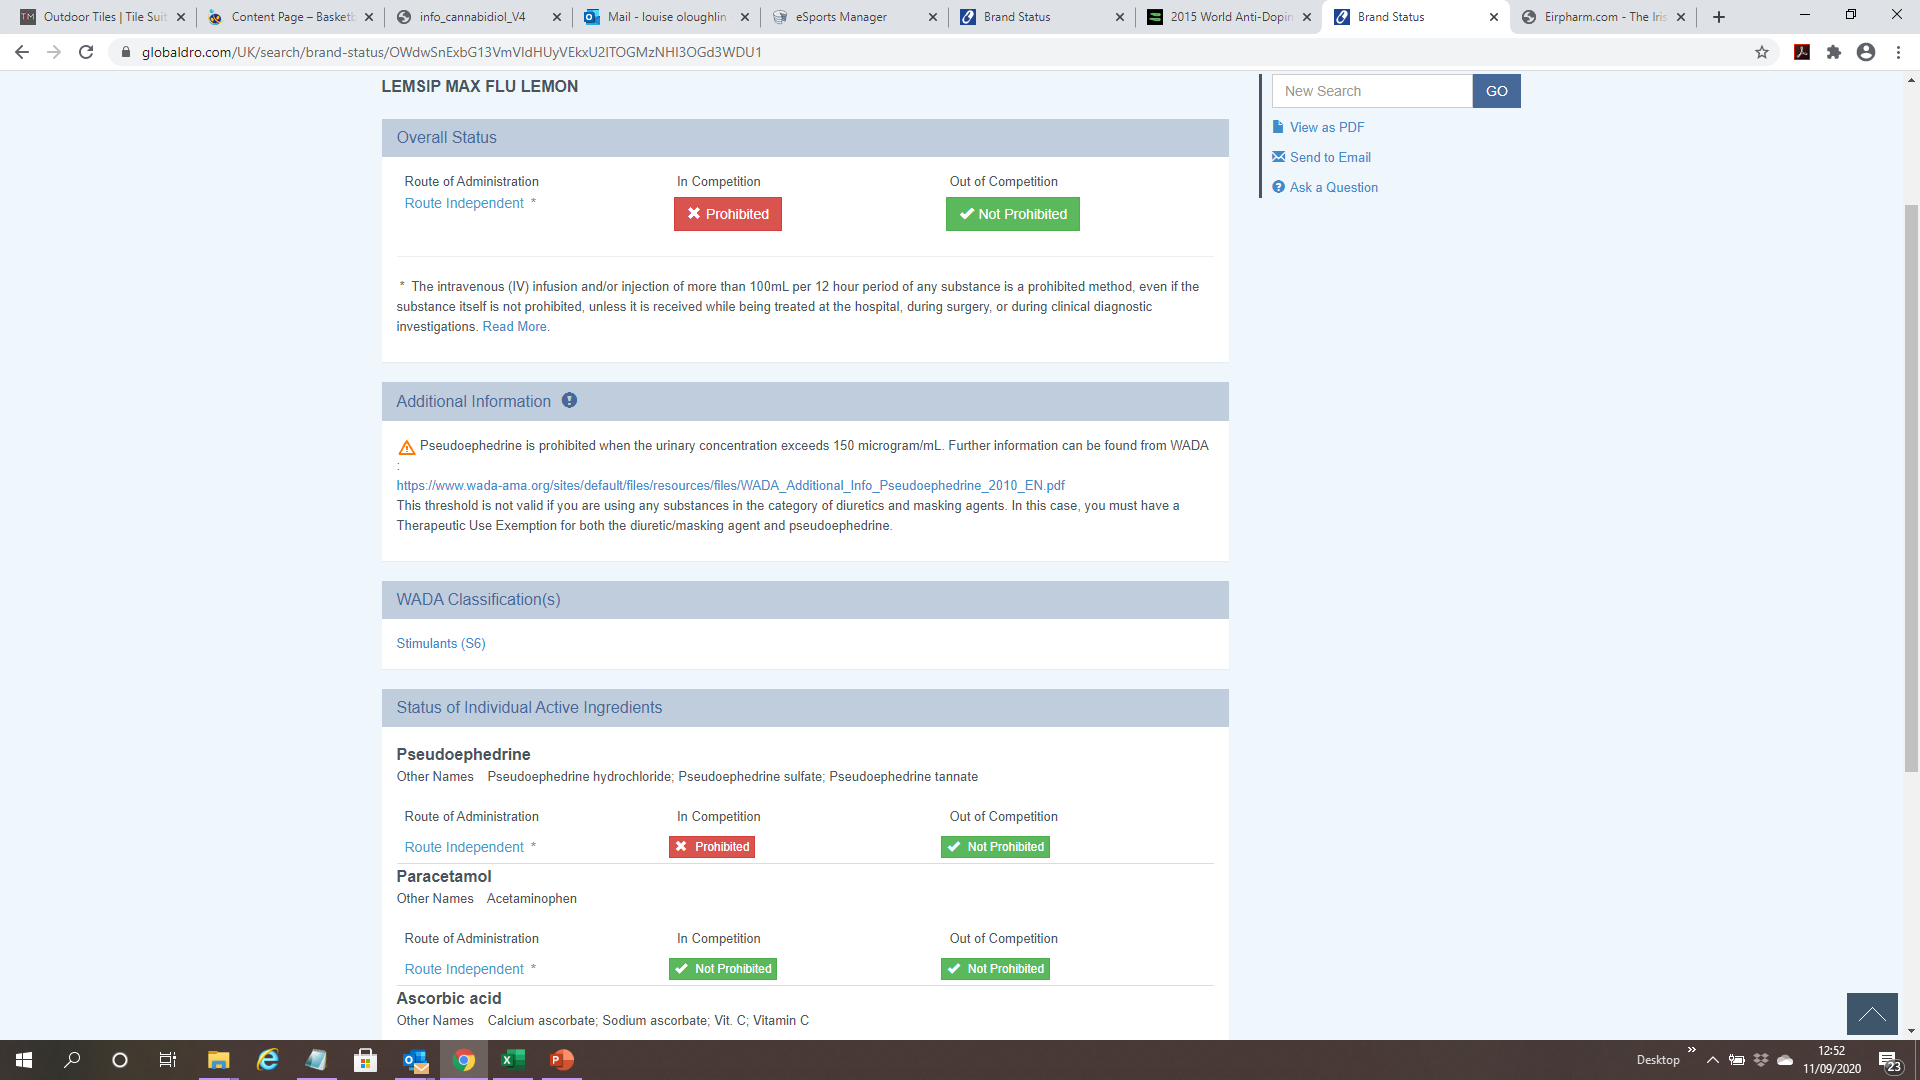 Outdoor Tiles | Tile Suit
Content Page – Basketb
info_cannabidiol_V4
Mail - louise oloughlin
eSports Manager
Brand Status
2015 World Anti-Dopin
Brand Status
Eirpharm.com - The Iris
globaldro.com/UK/search/brand-status/
LEMSIP MAX FLU LEMON
New Search
GO
View as PDF
Send to Email
Ask a Question
Overall Status
Route of Administration In Competition Out of Competition
Route Independent * Prohibited Not Prohibited
* The intravenous (IV) infusion and/or injection of more than 100mL per 12 hour period of any substance is a prohibited method, even if the
substance itself is not prohibited, unless it is received while being treated at the hospital, during surgery, or during clinical diagnostic
investigations. Read More.
Additional Information
Pseudoephedrine is prohibited when the urinary concentration exceeds 150 microgram/mL. Further information can be found from WADA
:
https://www.wada-ama.org/sites/default/files/resources/files/WADA_Additional_Info_Pseudoephedrine_2010_EN.pdf
This threshold is not valid if you are using any substances in the category of diuretics and masking agents. In this case, you must have a
Therapeutic Use Exemption for both the diuretic/masking agent and pseudoephedrine.
WADA Classification(s)
Stimulants (S6)
Status of Individual Active Ingredients
Pseudoephedrine
Other Names Pseudoephedrine hydrochloride; Pseudoephedrine sulfate; Pseudoephedrine tannate
Route of Administration In Competition Out of Competition
Route Independent * Prohibited Not Prohibited
Paracetamol
Other Names Acetaminophen
Route of Administration In Competition Out of Competition
Route Independent * Not Prohibited Not Prohibited
Ascorbic acid
Other Names Calcium ascorbate; Sodium ascorbate; Vit. C; Vitamin C
Desktop
12:52
11/09/2020
23